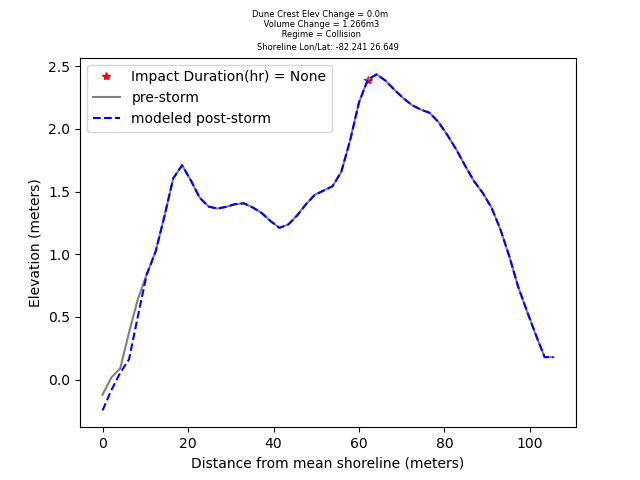 Dune Crest Elev Change = 0.0m
Volume Change = 1.266m3
Regime = Collision
Shoreline Lon/Lat: -82.241 26.649
Impact Duration(hr) = None
pre-storm
modeled post-storm
2.5
2.0
1.5
1.0
0.5
0.0
Elevation (meters)
0 20 40 60 80 100
Distance from mean shoreline (meters)